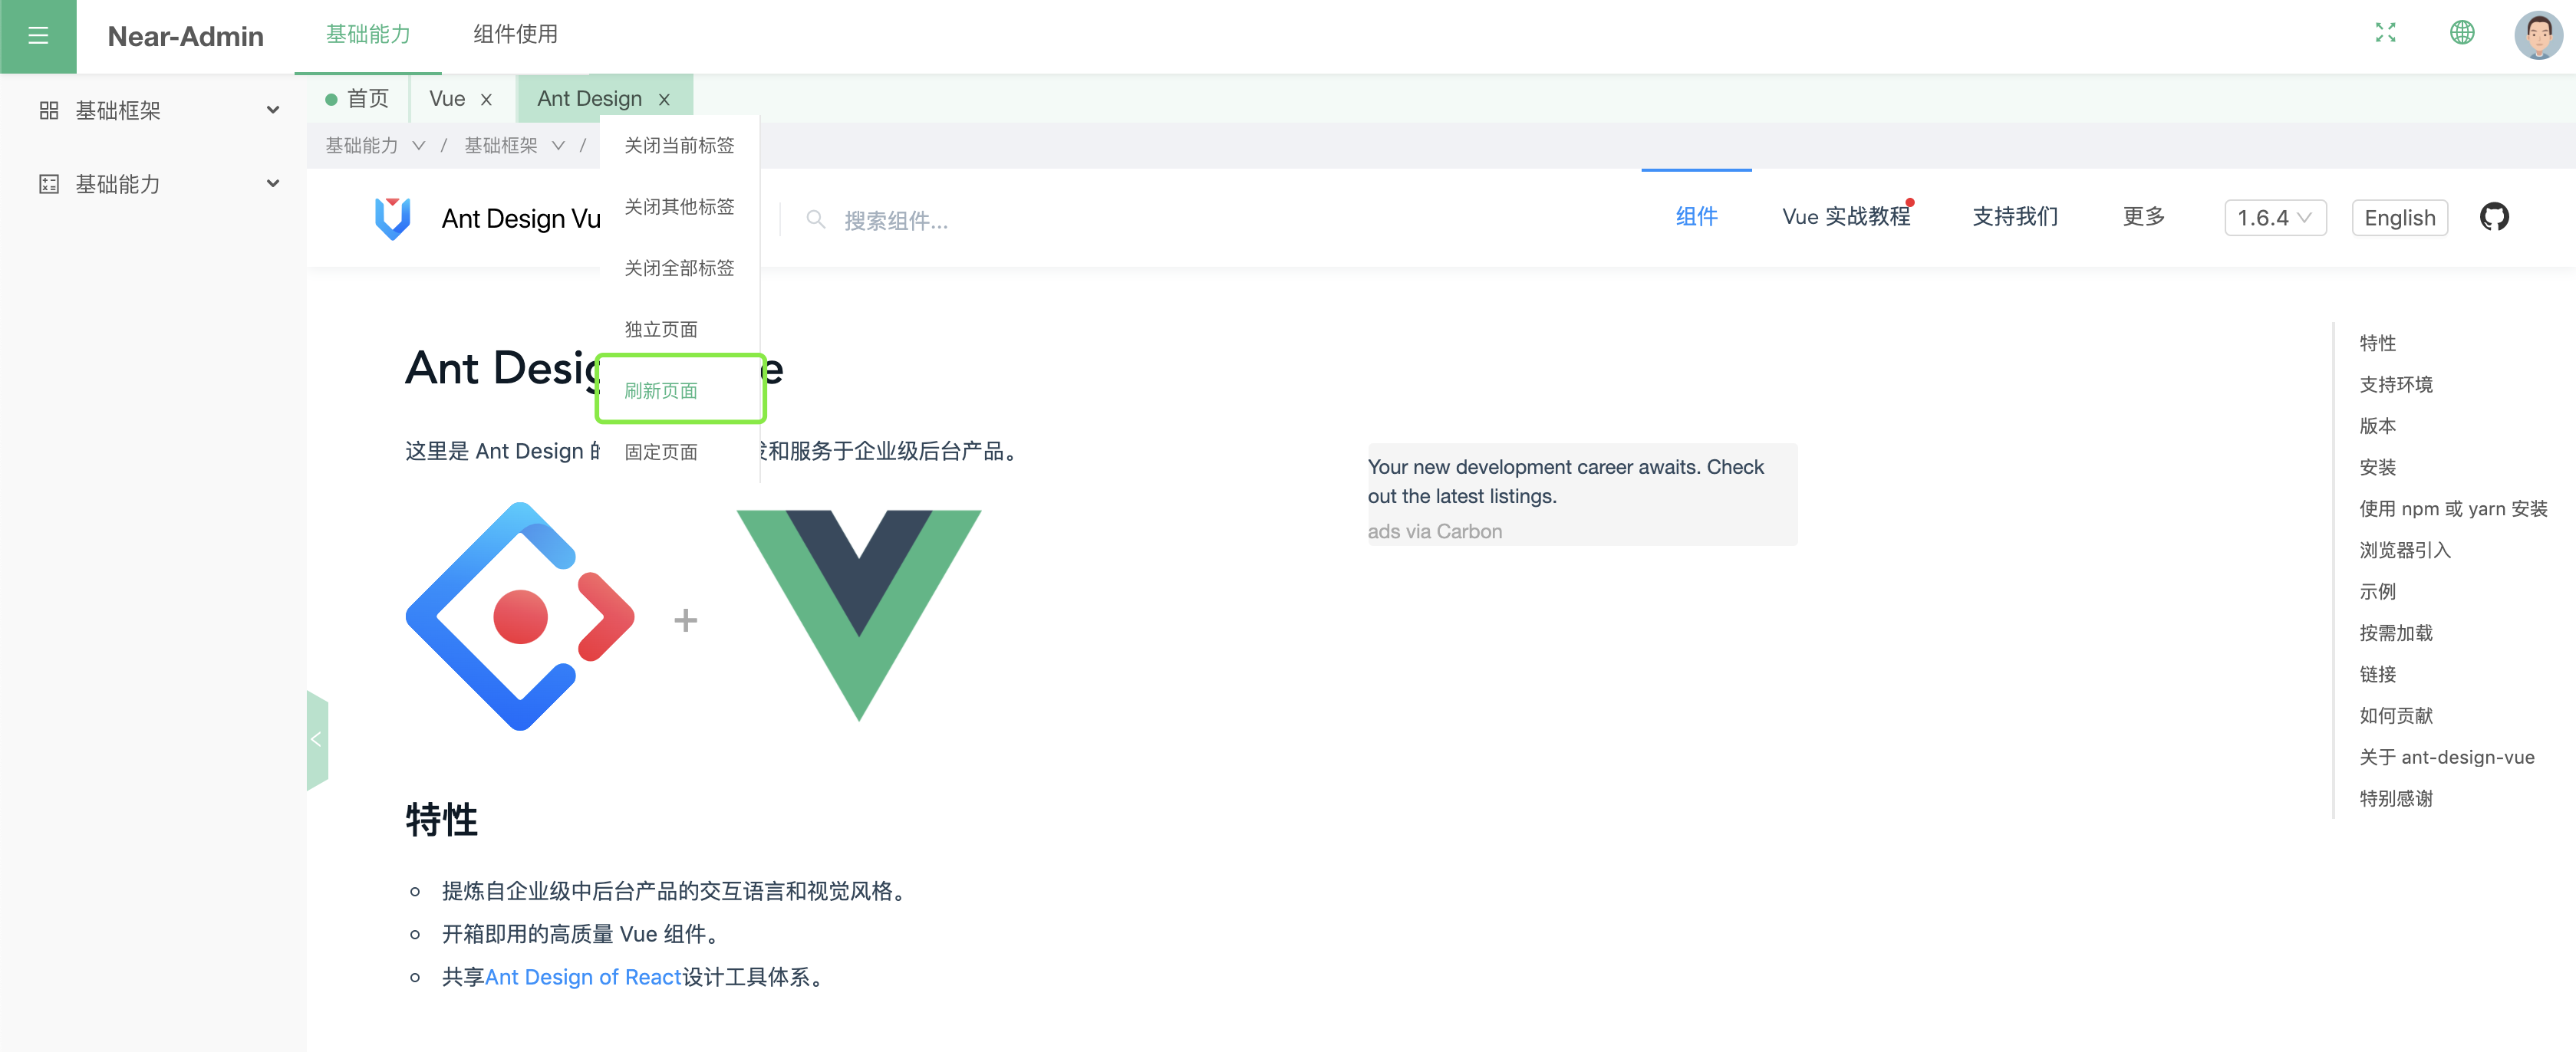 Near-Admin
基础能力
组件使用
基础框架
基础能力
首页
Vue x
Ant Design x
基础能力 / 基础框架 /
关闭当前标签
关闭其他标签
关闭全部标签
独立页面
刷新页面
固定页面
Ant Design Vu
搜索组件...
组件
Vue 实战教程
支持我们
更多
1.6.4
English
Ant Desig e
这里是 Ant Design 的 发和服务于企业级后台产品。
Your new development career awaits. Check
out the latest listings.
ads via Carbon
+
特性
提炼自企业级中后台产品的交互语言和视觉风格。
开箱即用的高质量 Vue 组件。
共享Ant Design of React设计工具体系。
特性
支持环境
版本
安装
使用 npm 或 yarn 安装
浏览器引入
示例
按需加载
链接
如何贡献
关于 ant-design-vue
特别感谢